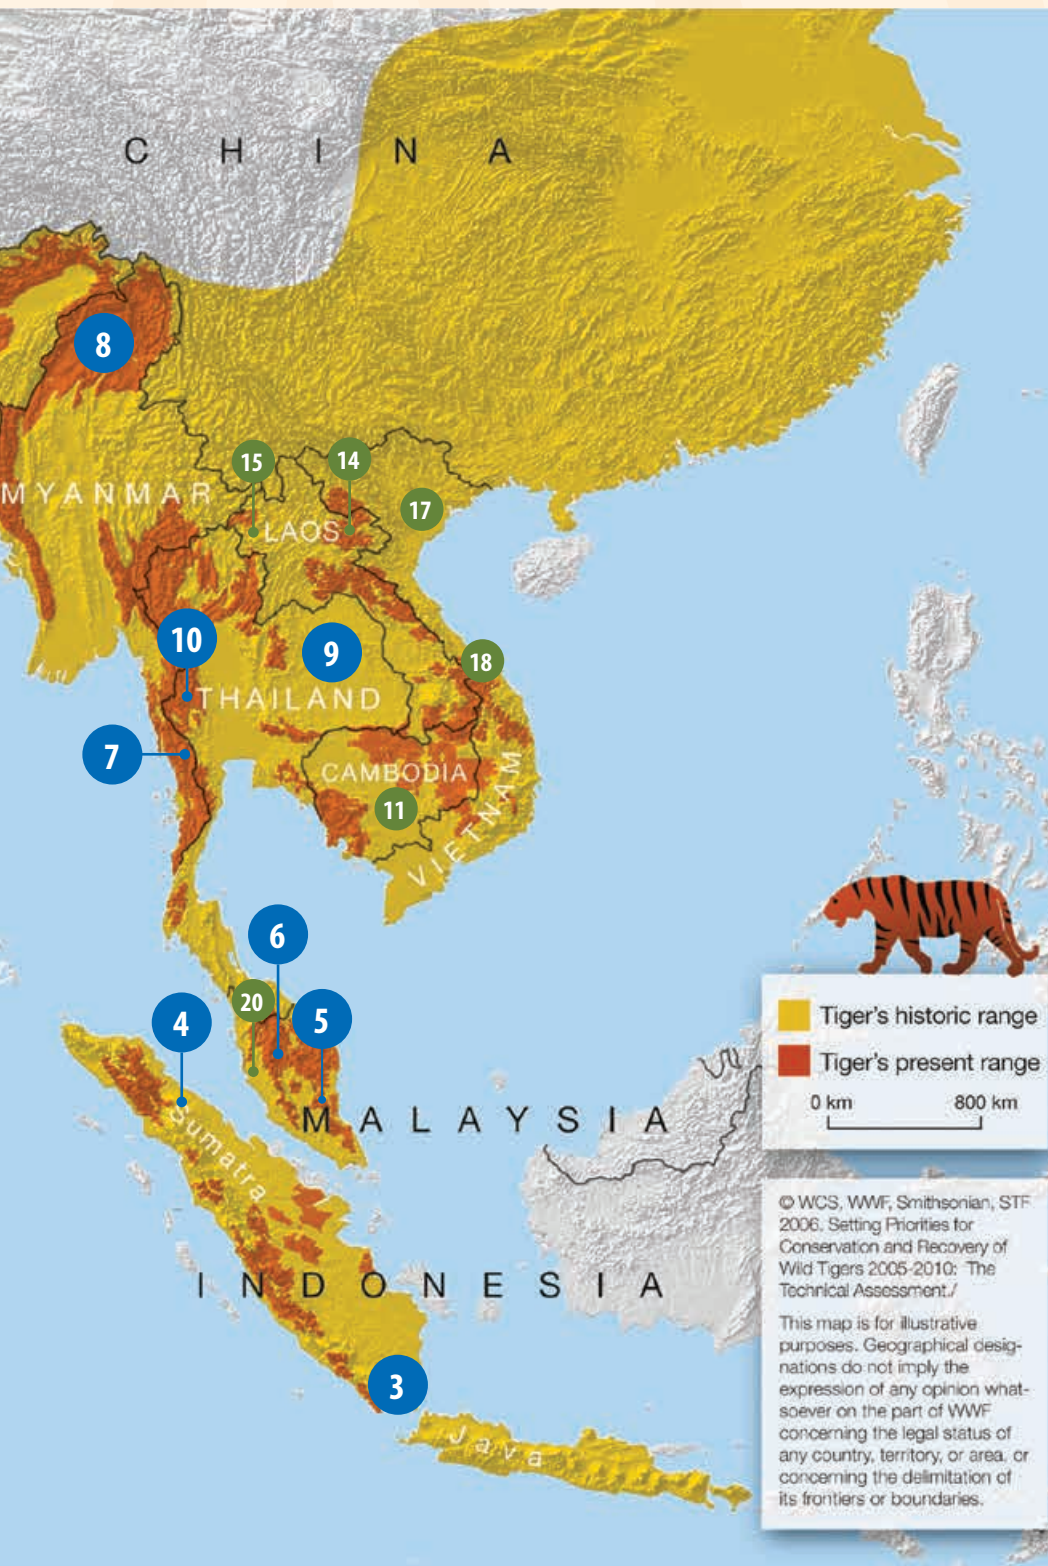 C H I N A
8
15
14
MYANMAR
17
LAOS
10
9
18
THAILAND
7
CAMBODIA
11
VIETNAM
6
20
5
4
MALAYSIA
Sumatra
INDONESIA
3
Java
Tiger's historic range
Tiger's present range
0 km 800 km
© WCS, WWF, Smithsonian, STF
2006. Setting Priorities for
Conservation and Recovery of
Wild Tigers 2005-2010: The
Technical Assessment./
This map is for illustrative
purposes. Geographical desig-
nations do not imply the
expression of any opinion what-
soever on the part of WWF
concerning the legal status of
any country, territory, or area, or
concerning the delimitation of
its frontiers or boundaries.